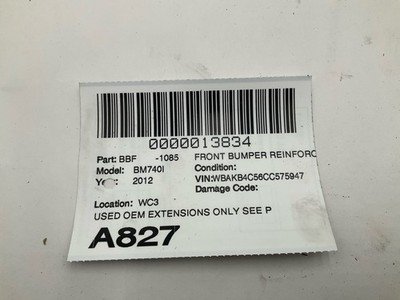 0000013834
Part: BBF -1085 FRONT BUMPER REINFORC
Model: BM740I Condition:
Year: 2012 VIN:WBAKB4C56CC575947
Damage Code:
Location: WC3
USED OEM EXTENSIONS ONLY SEE P
A827